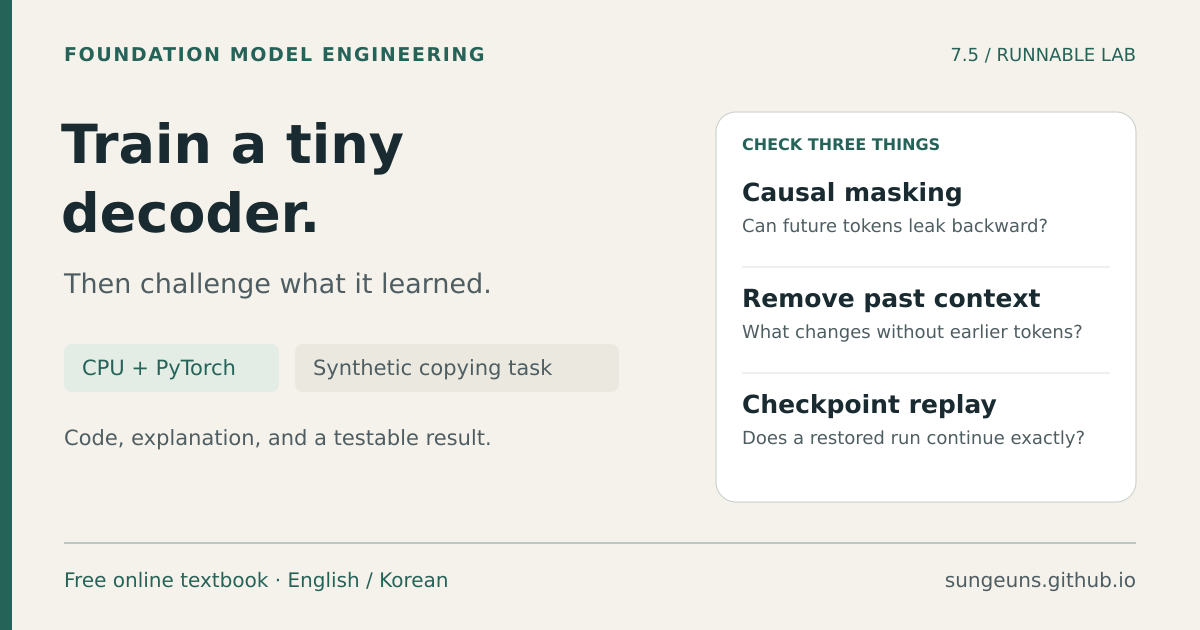 FOUNDATION MODEL ENGINEERING
7.5 / RUNNABLE LAB
Train a tiny
decoder.
Then challenge what it learned.
CPU + PyTorch
Synthetic copying task
Code, explanation, and a testable result.
CHECK THREE THINGS
Causal masking
Can future tokens leak backward?
Remove past context
What changes without earlier tokens?
Checkpoint replay
Does a restored run continue exactly?
Free online textbook · English / Korean
sungeuns.github.io